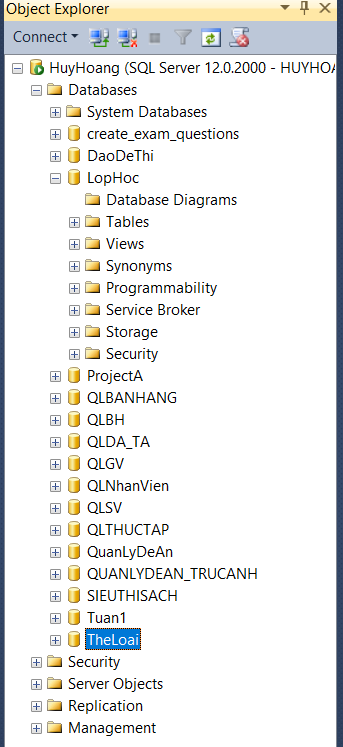 Object Explorer
Connect
HuyHoang (SQL Server 12.0.2000 - HUYHOA
Databases
System Databases
create_exam_questions
DaoDeThi
LopHoc
Database Diagrams
Tables
Views
Synonyms
Programmability
Service Broker
Storage
Security
ProjectA
QLBANHANG
QLBH
QLDA_TA
QLGV
QLNhanVien
QLSV
QLTHUCTAP
QuanLyDeAn
QUANLYDEAN_TRUCANH
SIEUTHISACH
Tuan1
TheLoai
Security
Server Objects
Replication
Management